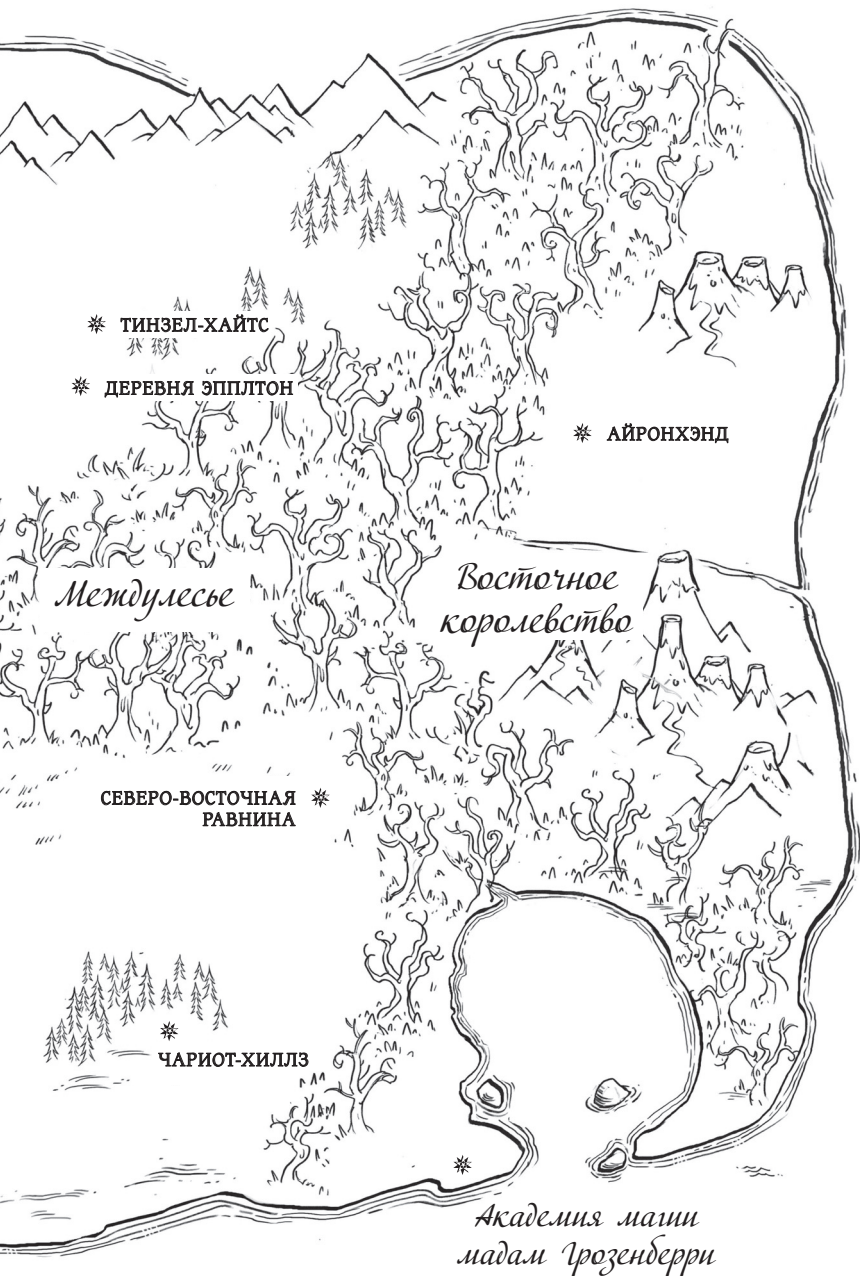 ТИНЗЕЛ-ХАЙТС
ДЕРЕВНЯ ЭППЛТОН
АЙРОНХЭНД
Междулесье
Восточное
королевство
СЕВЕРО-ВОСТОЧНАЯ
РАВНИНА
ЧАРИОТ-ХИЛЛЗ
Академия магии
мадам Грозенберри